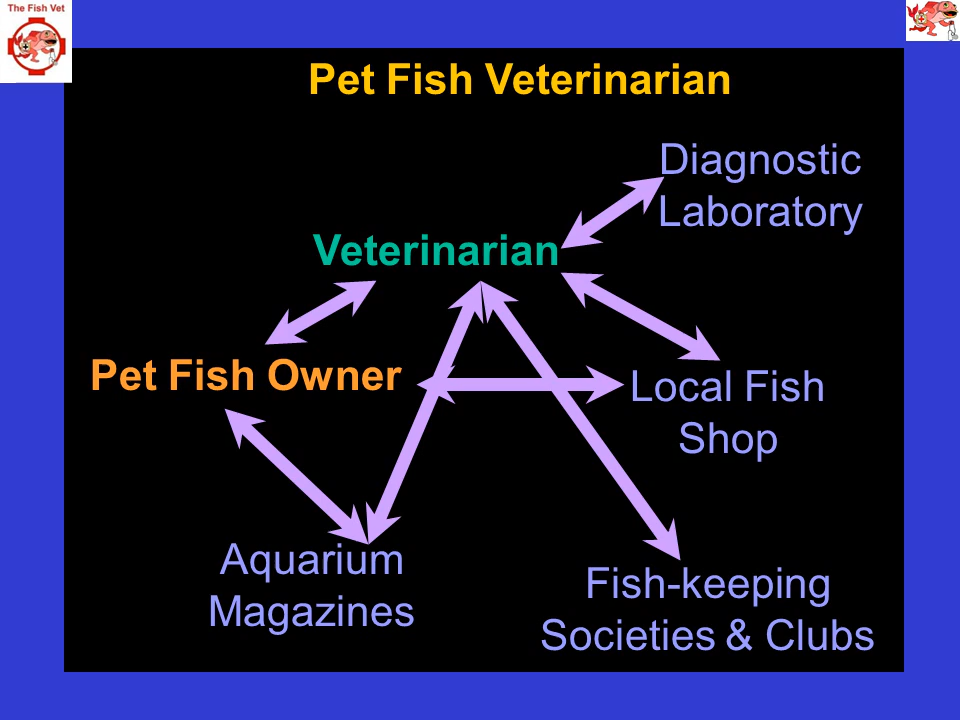 The Fish Vet
Pet Fish Veterinarian
Diagnostic
Laboratory
Veterinarian
Pet Fish Owner
Local Fish
Shop
Aquarium
Magazines
Fish-keeping
Societies & Clubs